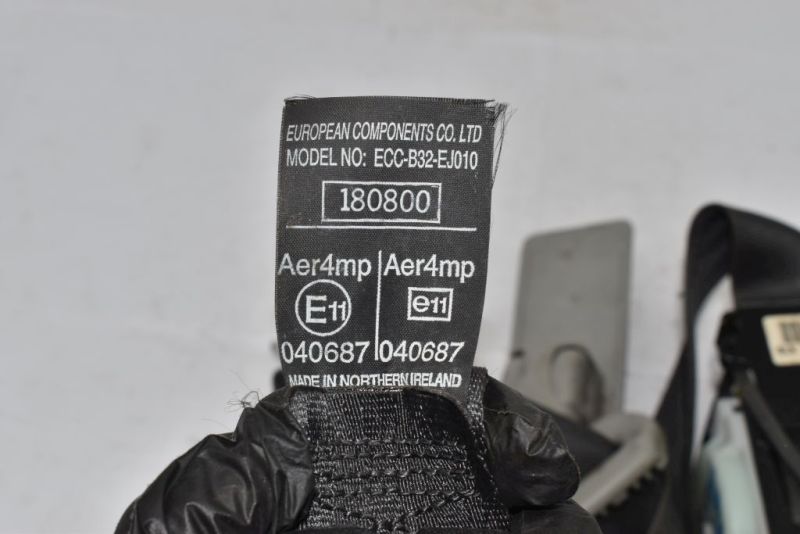 EUROPEAN COMPONENTS CO. LTD
MODEL NO: ECC-B32-EJ010
180800
Aer4mp Aer4mp
E11 e11
040687 040687
MADE IN NORTHERN IRELAND